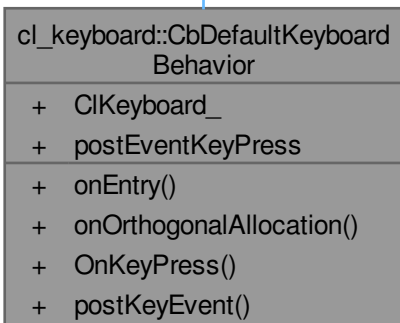 cl_keyboard::CbDefaultKeyboard
Behavior
+ ClKeyboard_
+ postEventKeyPress
+ onEntry()
+ onOrthogonalAllocation()
+ OnKeyPress()
+ postKeyEvent()